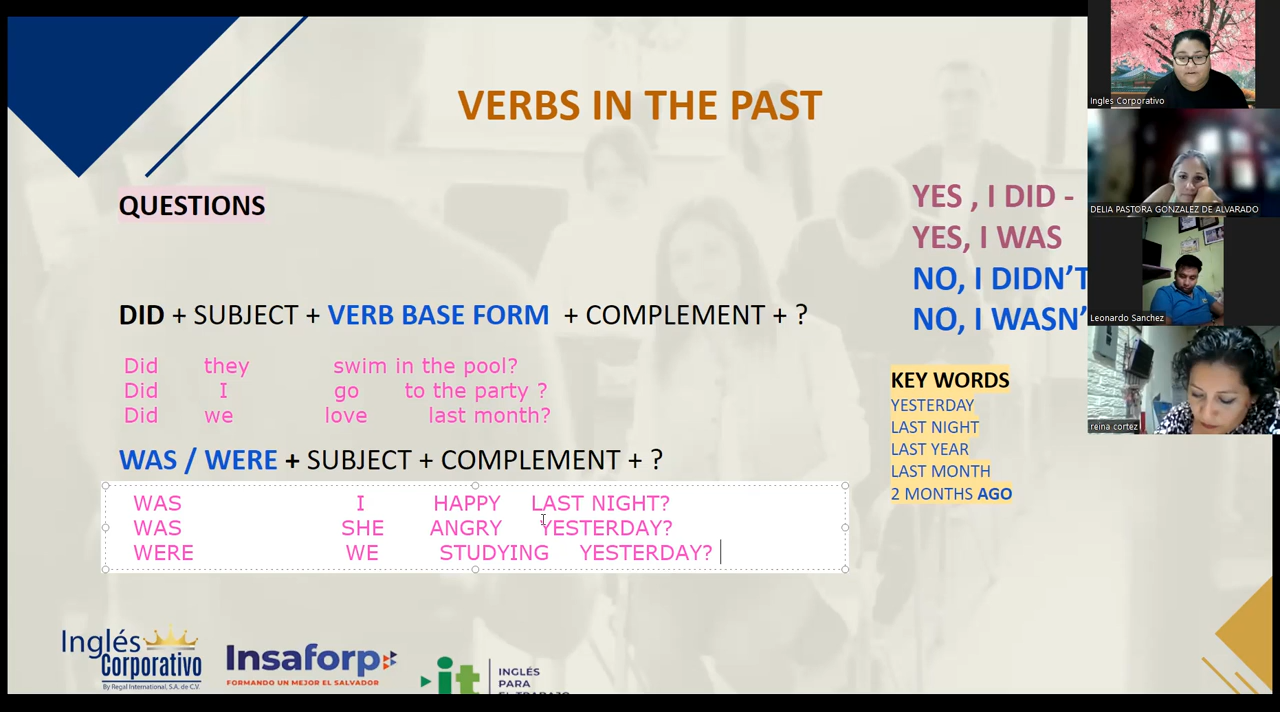 VERBS IN THE PAST
QUESTIONS
DID + SUBJECT + VERB BASE FORM + COMPLEMENT + ?
Did they swim in the pool?
Did I go to the party ?
Did we love last month?
WAS / WERE + SUBJECT + COMPLEMENT + ?
WAS I HAPPY LAST NIGHT?
WAS SHE ANGRY YESTERDAY?
WERE WE STUDYING YESTERDAY?
YES , I DID -
YES, I WAS
NO, I DIDN’T
NO, I WASN’
KEY WORDS
YESTERDAY
LAST NIGHT
LAST YEAR
LAST MONTH
2 MONTHS AGO
Inglés
Corporativo
By Regal International, S.A. de C.V.
Insaforp
FORMANDO UN MEJOR EL SALVADOR
it
INGLÉS
PARA
EL TRABAJO
Ingles Corporativo
DELIA PASTORA GONZALEZ DE ALVARADO
Leonardo Sanchez
reina cortez